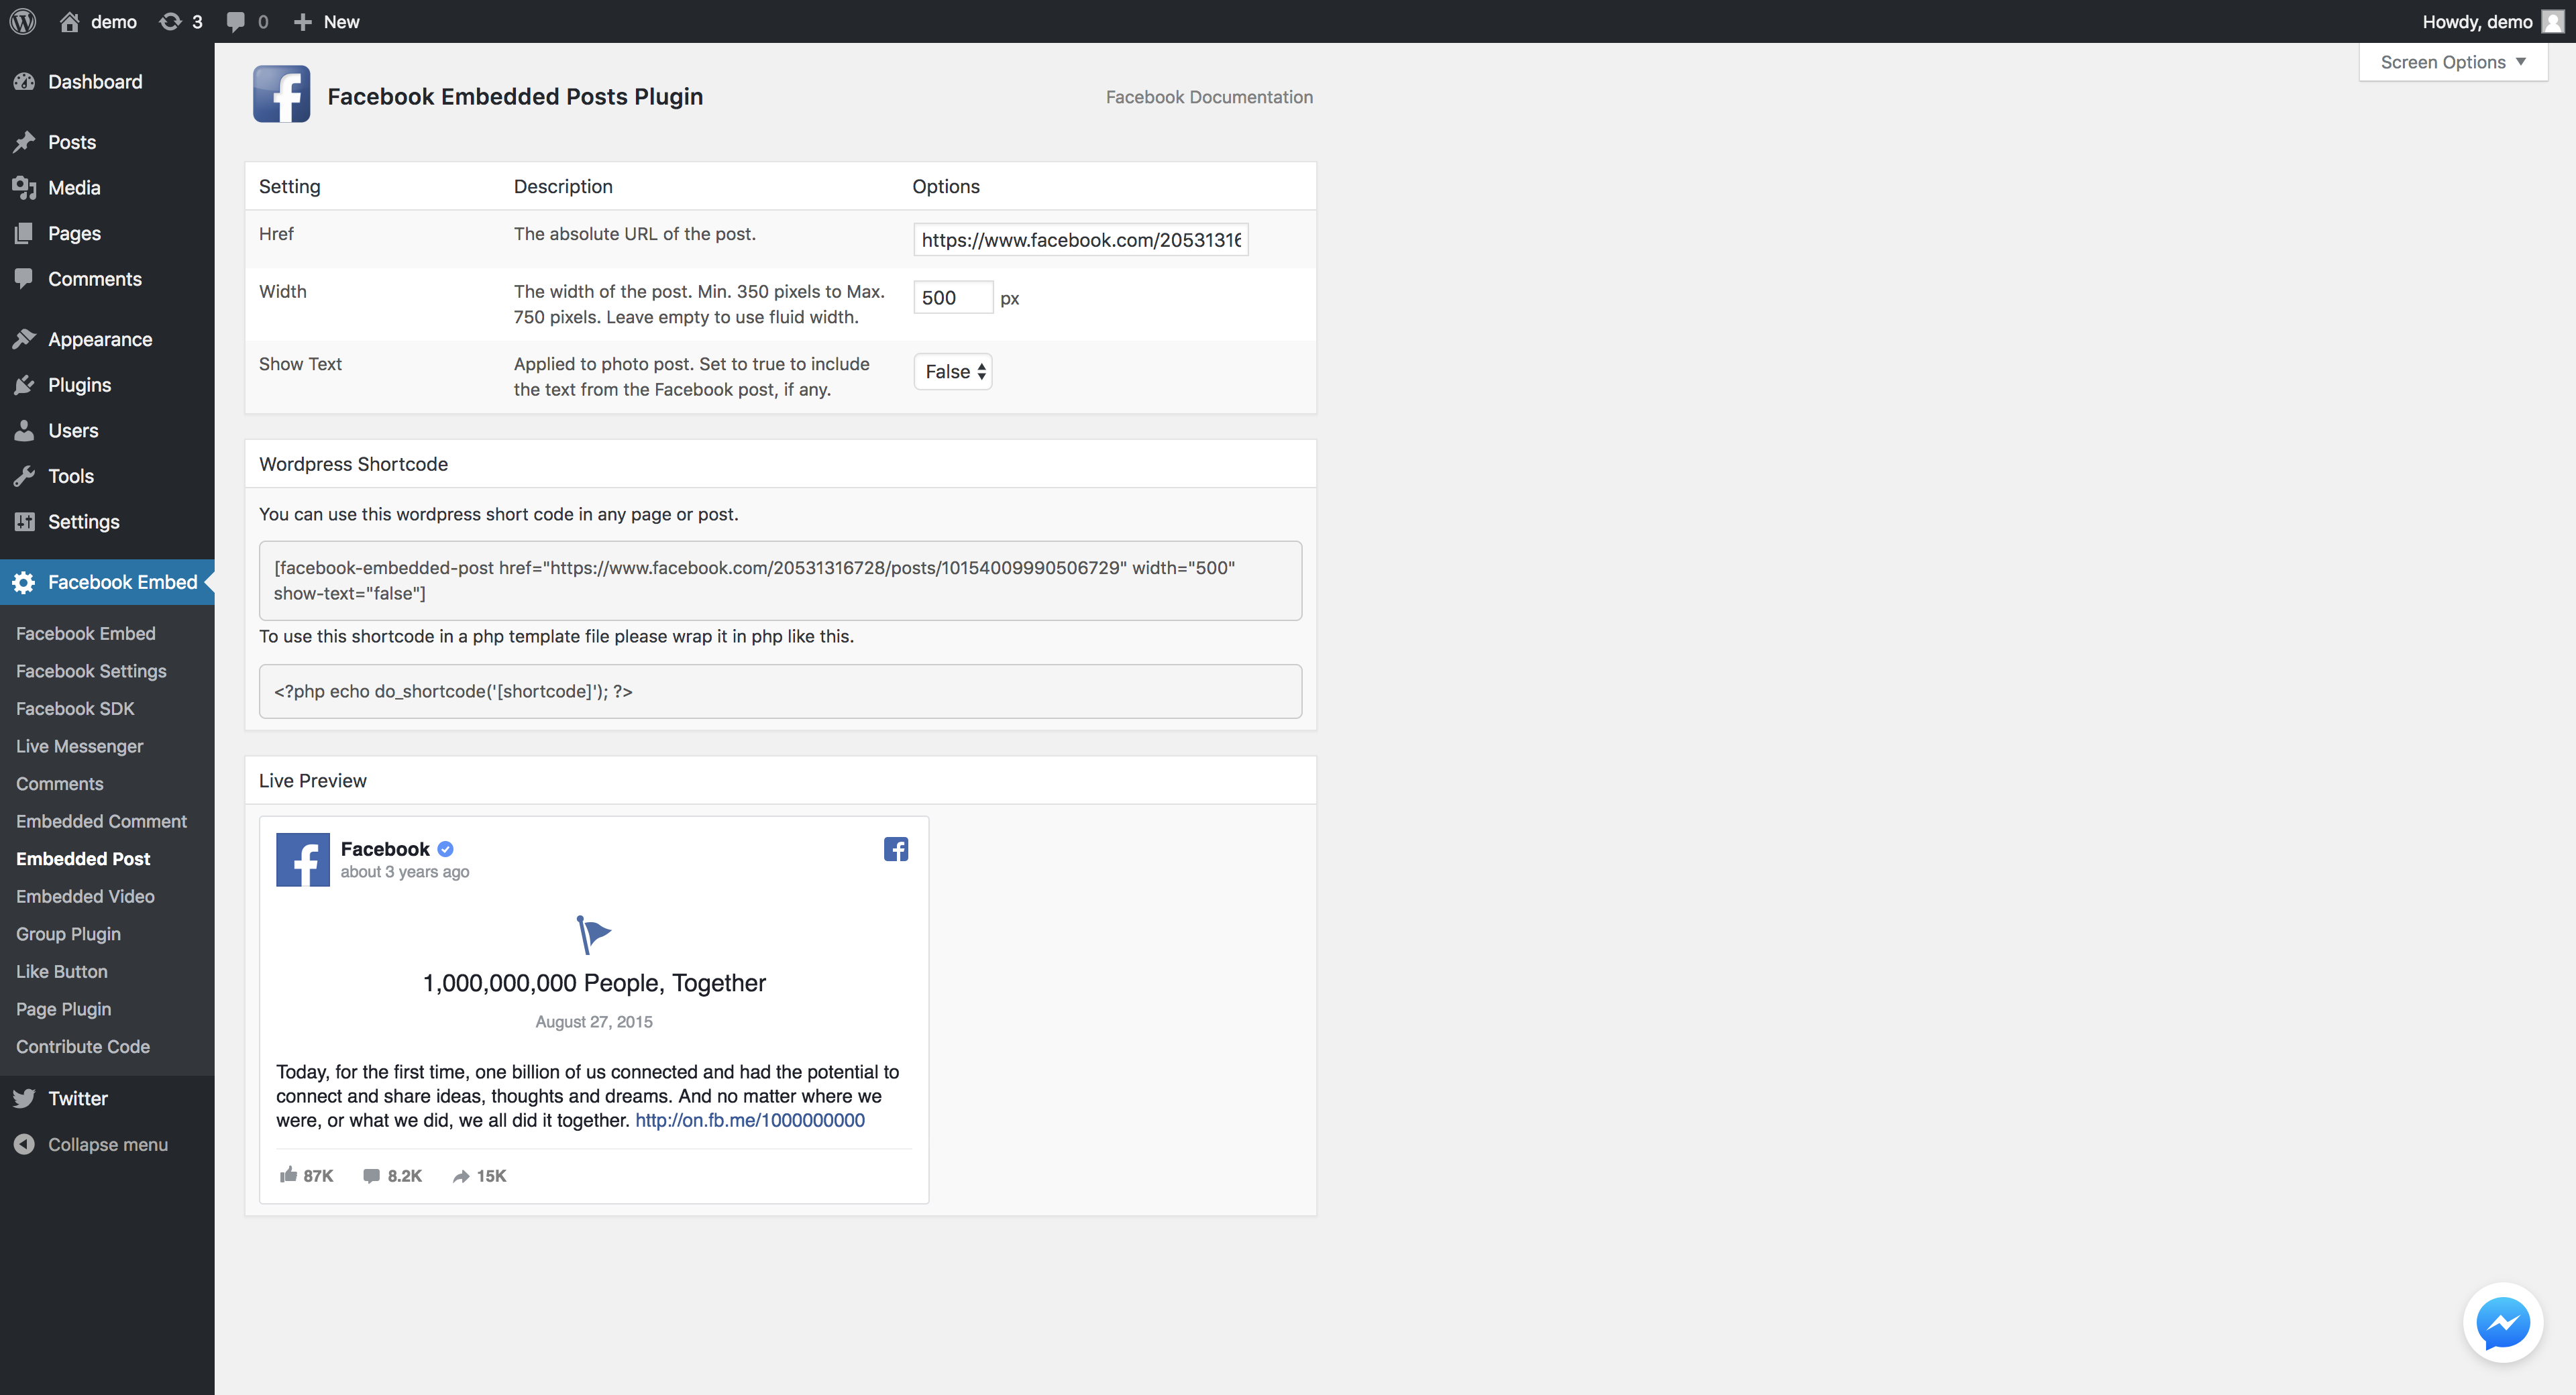 demo 3 0 New Howdy, demo
Screen Options
Dashboard
Posts
Media
Pages
Comments
Appearance
Plugins
Users
Tools
Settings
Facebook Embed
Facebook Embed
Facebook Settings
Facebook SDK
Live Messenger
Comments
Embedded Comment
Embedded Post
Embedded Video
Group Plugin
Like Button
Page Plugin
Contribute Code
Twitter
Collapse menu
Facebook Embedded Posts Plugin
Facebook Documentation
Setting Description Options
Href The absolute URL of the post. https://www.facebook.com/20531316
Width The width of the post. Min. 350 pixels to Max. 500 px
750 pixels. Leave empty to use fluid width.
Show Text Applied to photo post. Set to true to include False
the text from the Facebook post, if any.
Wordpress Shortcode
You can use this wordpress short code in any page or post.
[facebook-embedded-post href="https://www.facebook.com/20531316728/posts/10154009990506729" width="500"
show-text="false"]
To use this shortcode in a php template file please wrap it in php like this.
<?php echo do_shortcode('[shortcode]'); ?>
Live Preview
Facebook
about 3 years ago
1,000,000,000 People, Together
August 27, 2015
Today, for the first time, one billion of us connected and had the potential to
connect and share ideas, thoughts and dreams. And no matter where we
were, or what we did, we all did it together. http://on.fb.me/1000000000
87K 8.2K 15K